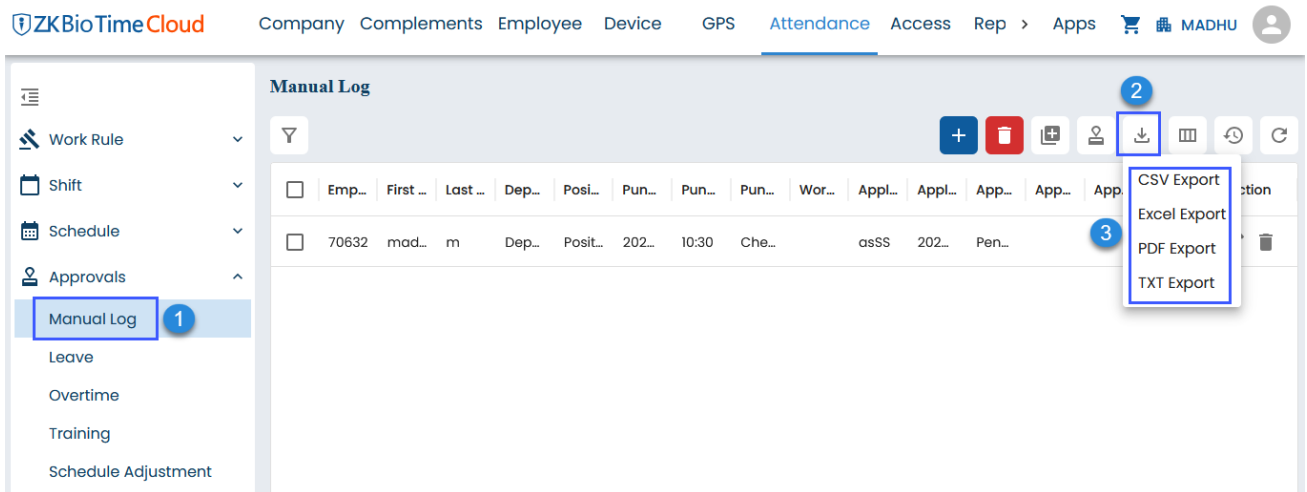 ZKBioTime Cloud
Company Complements Employee Device GPS Attendance Access Rep > Apps MADHU
Manual Log
2
Work Rule
Shift
Schedule
Approvals
Manual Log 1
Leave
Overtime
Training
Schedule Adjustment
Emp... First ... Last ... Dep... Posi... Pun... Pun... Pun... Wor... Appl... Appl... App... App... App
70632 mad... m Dep... Posit... 202... 10:30 Che... asSS 202... Pen...
3
CSV Export
Excel Export
PDF Export
TXT Export
ction